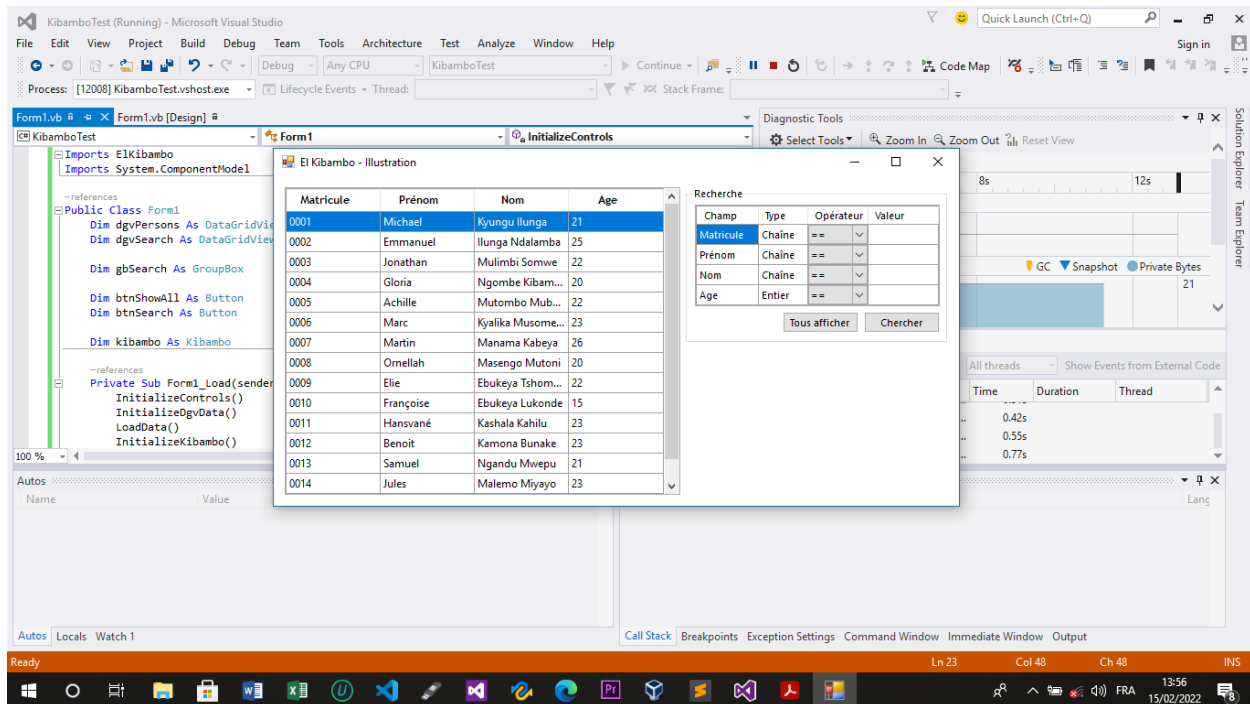 KibamboTest (Running) - Microsoft Visual Studio
Quick Launch (Ctrl+Q)
File Edit View Project Build Debug Team Tools Architecture Test Analyze Window Help
Sign in
Debug Any CPU KibamboTest Continue Code Map
Process: [12008] KibamboTest.vshost.exe Lifecycle Events Thread: Stack Frame:
Form1.vb Form1.vb [Design]
KibamboTest Form1 InitializeControls
Imports ElKibambo
Imports System.ComponentModel
-references
Public Class Form1
Dim dgvPersons As DataGridVie
Dim dgvSearch As DataGridView
Dim gbSearch As GroupBox
Dim btnShowAll As Button
Dim btnSearch As Button
Dim kibambo As Kibambo
-references
Private Sub Form1_Load(sender
InitializeControls()
InitializeDgvData()
LoadData()
InitializeKibambo()
100 %
El Kibambo - Illustration
Matricule Prénom Nom Age
0001 Michael Kyungu Ilunga 21
0002 Emmanuel Ilunga Ndalamba 25
0003 Jonathan Mulimbi Somwe 22
0004 Gloria Ngombe Kibam... 20
0005 Achille Mutombo Mub... 22
0006 Marc Kyalika Musome... 23
0007 Martin Manama Kabeya 26
0008 Ornellah Masengo Mutoni 20
0009 Elie Ebukeya Tshom... 22
0010 Françoise Ebukeya Lukonde 15
0011 Hansvané Kashala Kahilu 23
0012 Benoit Kamona Bunake 23
0013 Samuel Ngandu Mwepu 21
0014 Jules Malemo Miyayo 23
Recherche
Champ Type Opérateur Valeur
Matricule Chaîne ==
Prénom Chaîne ==
Nom Chaîne ==
Age Entier ==
Tous afficher Chercher
Diagnostic Tools
Select Tools Zoom In Zoom Out Reset View
8s 12s
GC Snapshot Private Bytes
21
All threads Show Events from External Code
Time Duration Thread
0.42s
0.55s
0.77s
Solution Explorer
Team Explorer
Autos
Name Value
Lang
Autos Locals Watch 1
Call Stack Breakpoints Exception Settings Command Window Immediate Window Output
Ready Ln 23 Col 48 Ch 48 INS
FRA
13:56
15/02/2022
8